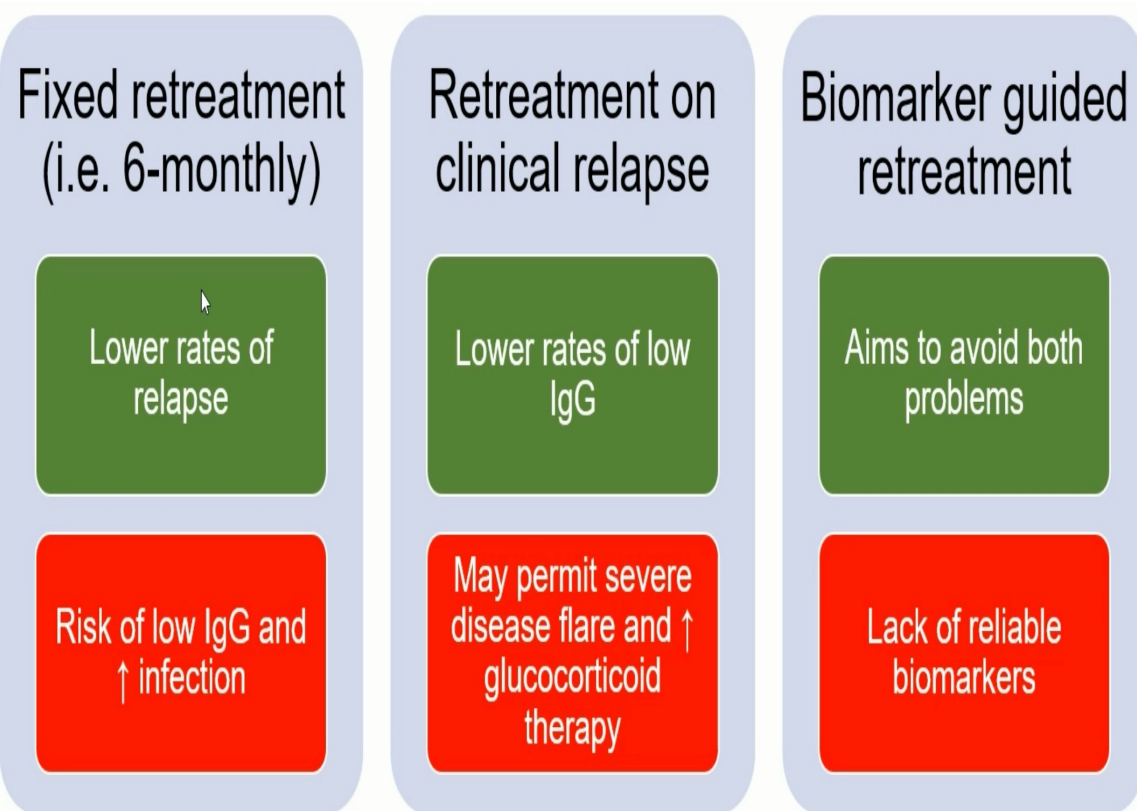 Fixed retreatment
(i.e. 6-monthly)
Lower rates of
relapse
Risk of low IgG and
↑ infection
Retreatment on
clinical relapse
Lower rates of low
IgG
May permit severe
disease flare and ↑
glucocorticoid
therapy
Biomarker guided
retreatment
Aims to avoid both
problems
Lack of reliable
biomarkers